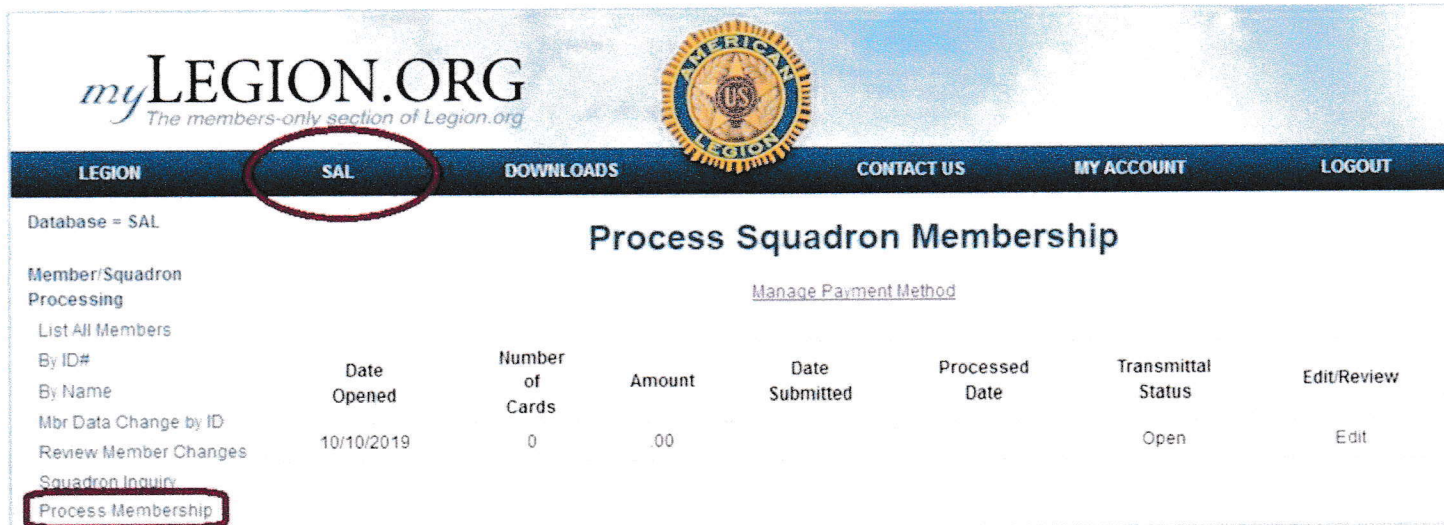 myLEGION.ORG
The members-only section of Legion.org
AMERICAN
US
LEGION
LEGION SAL DOWNLOADS CONTACT US MY ACCOUNT LOGOUT
Database = SAL
Process Squadron Membership
Member/Squadron
Processing
Manage Payment Method
List All Members
By ID#
By Name
Mbr Data Change by ID
Review Member Changes
Squadron Inquiry
Process Membership
Date Opened Number of Cards Amount Date Submitted Processed Date Transmittal Status Edit/Review
10/10/2019 0 .00 Open Edit